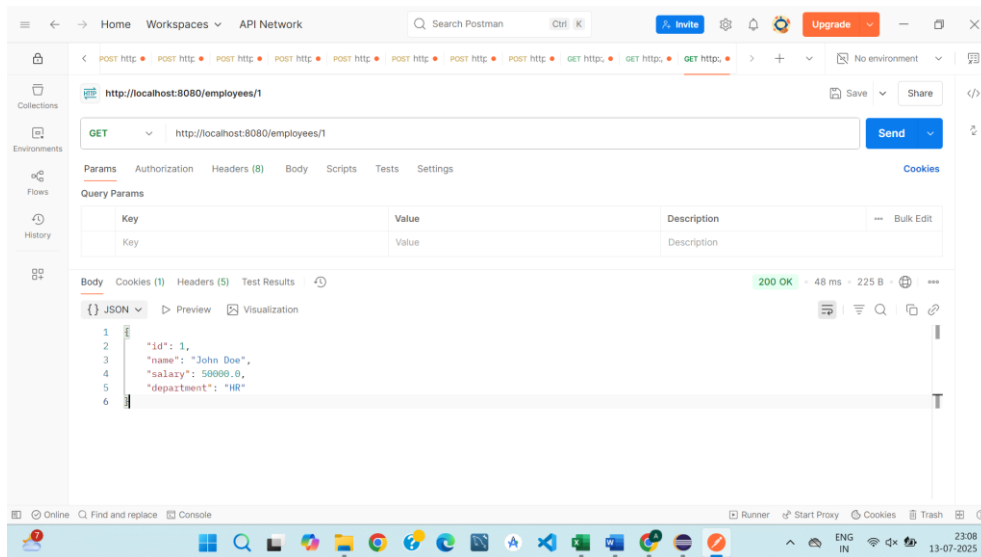 Home Workspaces API Network Search Postman Ctrl K Invite Upgrade
POST http POST http POST http POST http POST http POST http POST http POST http GET http: GET http: GET http: No environment
HTTP http://localhost:8080/employees/1 Save Share
Collections
GET http://localhost:8080/employees/1 Send
Environments
Params Authorization Headers (8) Body Scripts Tests Settings Cookies
Flows
Query Params
Key Value Description Bulk Edit
History
Key Value Description
Body Cookies (1) Headers (5) Test Results 200 OK 48 ms 225 B
{} JSON Preview Visualization
1 {
2 "id": 1,
3 "name": "John Doe",
4 "salary": 50000.0,
5 "department": "HR"
6 }
Online Find and replace Console Runner Start Proxy Cookies Trash
7 ENG 23:08
IN 13-07-2025